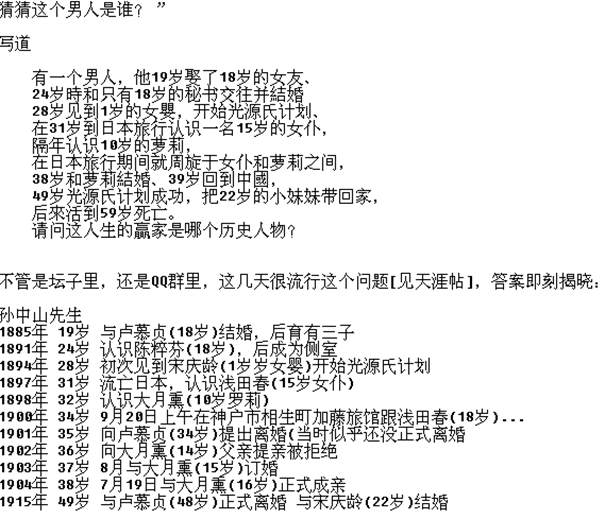 猜猜这个男人是谁？”
写道
有一个男人，他19岁娶了18岁的女友、
24岁時和只有18岁的秘书交往并結婚
28岁见到1岁的女嬰，开始光源氏计划、
在31岁到日本旅行认识一名15岁的女仆，
隔年认识10岁的萝莉，
在日本旅行期间就周旋于女仆和萝莉之间，
38岁和萝莉結婚、39岁回到中國，
49岁光源氏计划成功，把22岁的小妹妹带回家，
后來活到59岁死亡。
请问这人生的贏家是哪个历史人物？
不管是坛子里，还是QQ群里，这几天很流行这个问题[见天涯帖]，答案即刻揭晓：
孙中山先生
1885年 19岁 与卢慕贞(18岁)结婚，后育有三子
1891年 24岁 认识陈粹芬(18岁)，后成为侧室
1894年 28岁 初次见到宋庆龄(1岁岁女婴)开始光源氏计划
1897年 31岁 流亡日本，认识浅田春(15岁女仆)
1898年 32岁 认识大月薰(10岁罗莉)
1900年 34岁 9月20日上午在神户市相生町加藤旅馆跟浅田春(18岁)...
1901年 35岁 向卢慕贞(34岁)提出离婚(当时似乎还没正式离婚
1902年 36岁 向大月薰(14岁)父亲提亲被拒绝
1903年 37岁 8月与大月薰(15岁)订婚
1904年 38岁 7月19日与大月薰(16岁)正式成亲
1915年 49岁 与卢慕贞(48岁)正式离婚 与宋庆龄(22岁)结婚